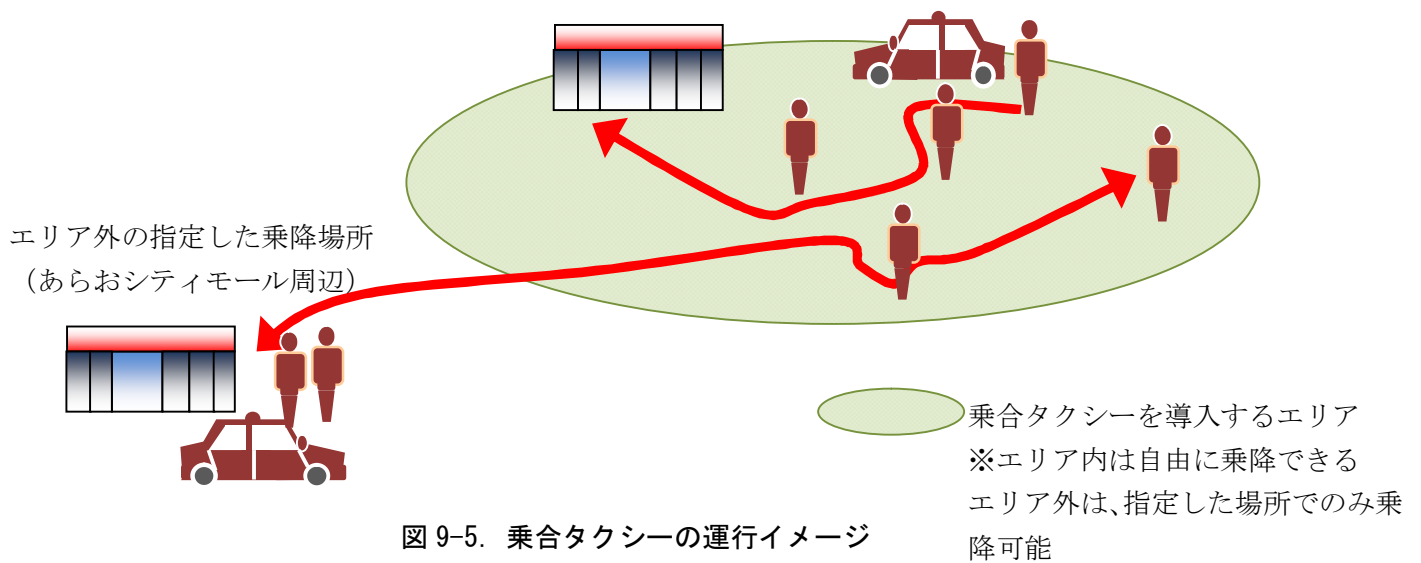 エリア外の指定した乗降場所
（あらおシティモール周辺）
乗合タクシーを導入するエリア
※エリア内は自由に乗降できる
エリア外は、指定した場所でのみ乗
降可能
図 9-5. 乗合タクシーの運行イメージ